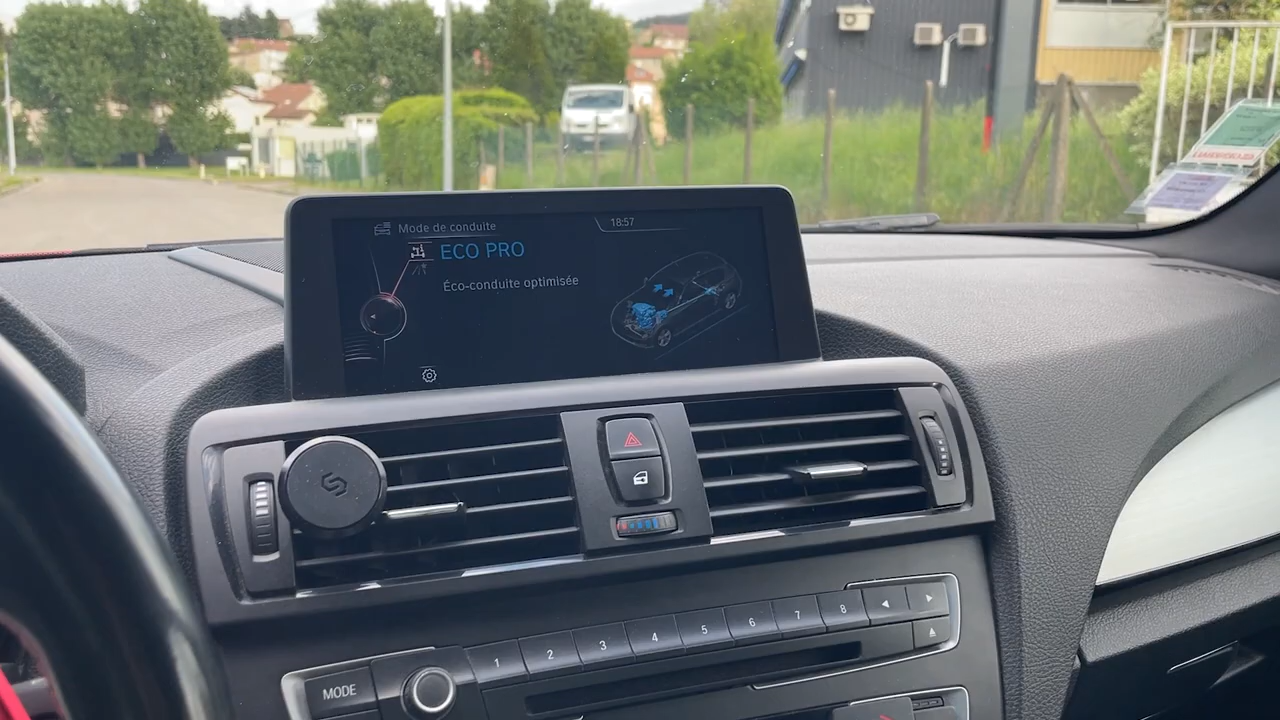 Mode de conduite
18:57
ECO PRO
Éco-conduite optimisée
1 2 3 4 5 6 7 8
MODE